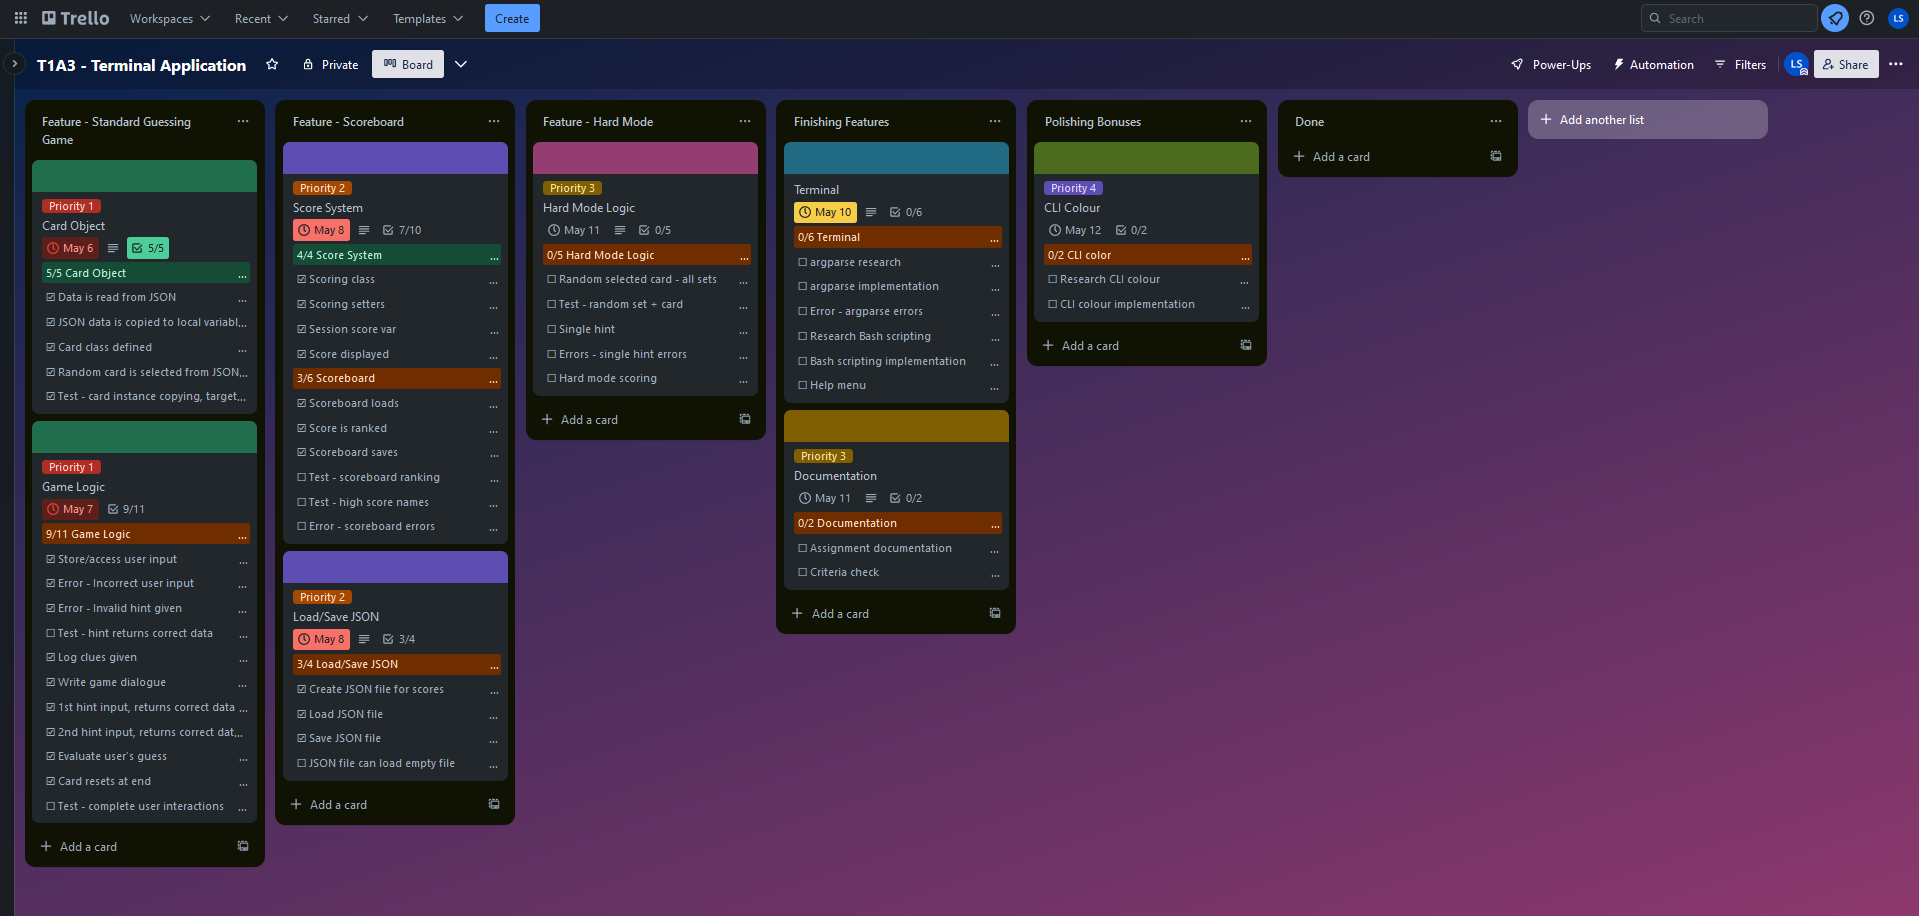 Trello
Workspaces
Recent
Starred
Templates
Create
Search
LS
T1A3 - Terminal Application
Private
Board
Power-Ups
Automation
Filters
LS
Share
Feature - Standard Guessing
Game
Priority 1
Card Object
May 6
5/5
5/5 Card Object
...
Data is read from JSON
...
JSON data is copied to local variabl...
Card class defined
...
Random card is selected from JSON...
Test - card instance copying, target...
Priority 1
Game Logic
May 7
9/11
9/11 Game Logic
...
Store/access user input
...
Error - Incorrect user input
...
Error - Invalid hint given
...
Test - hint returns correct data
...
Log clues given
...
Write game dialogue
...
1st hint input, returns correct data ...
2nd hint input, returns correct dat...
Evaluate user's guess
...
Card resets at end
...
Test - complete user interactions
...
Add a card
Feature - Scoreboard
Priority 2
Score System
May 8
7/10
4/4 Score System
...
Scoring class
...
Scoring setters
...
Session score var
...
Score displayed
...
3/6 Scoreboard
...
Scoreboard loads
...
Score is ranked
...
Scoreboard saves
...
Test - scoreboard ranking
...
Test - high score names
...
Error - scoreboard errors
...
Priority 2
Load/Save JSON
May 8
3/4
3/4 Load/Save JSON
...
Create JSON file for scores
...
Load JSON file
...
Save JSON file
...
JSON file can load empty file
...
Add a card
Feature - Hard Mode
Priority 3
Hard Mode Logic
May 11
0/5
0/5 Hard Mode Logic
...
Random selected card - all sets
...
Test - random set + card
...
Single hint
...
Errors - single hint errors
...
Hard mode scoring
...
Add a card
Finishing Features
Terminal
May 10
0/6
0/6 Terminal
...
argparse research
...
argparse implementation
...
Error - argparse errors
...
Research Bash scripting
...
Bash scripting implementation
...
Help menu
...
Priority 3
Documentation
May 11
0/2
0/2 Documentation
...
Assignment documentation
...
Criteria check
...
Add a card
Polishing Bonuses
Priority 4
CLI Colour
May 12
0/2
0/2 CLI color
...
Research CLI colour
...
CLI colour implementation
...
Add a card
Done
Add a card
Add another list